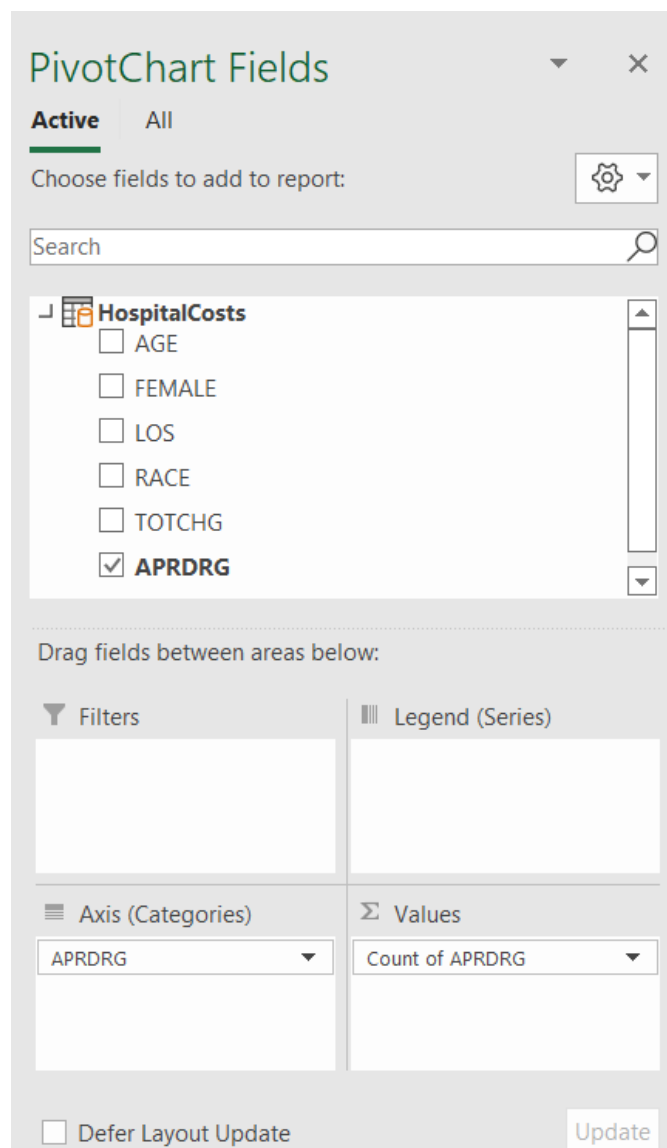 PivotChart Fields
Active All
Choose fields to add to report:
Search
HospitalCosts
AGE
FEMALE
LOS
RACE
TOTCHG
APRDRG
Drag fields between areas below:
Filters
Legend (Series)
Axis (Categories)
Σ Values
APRDRG
Count of APRDRG
Defer Layout Update
Update